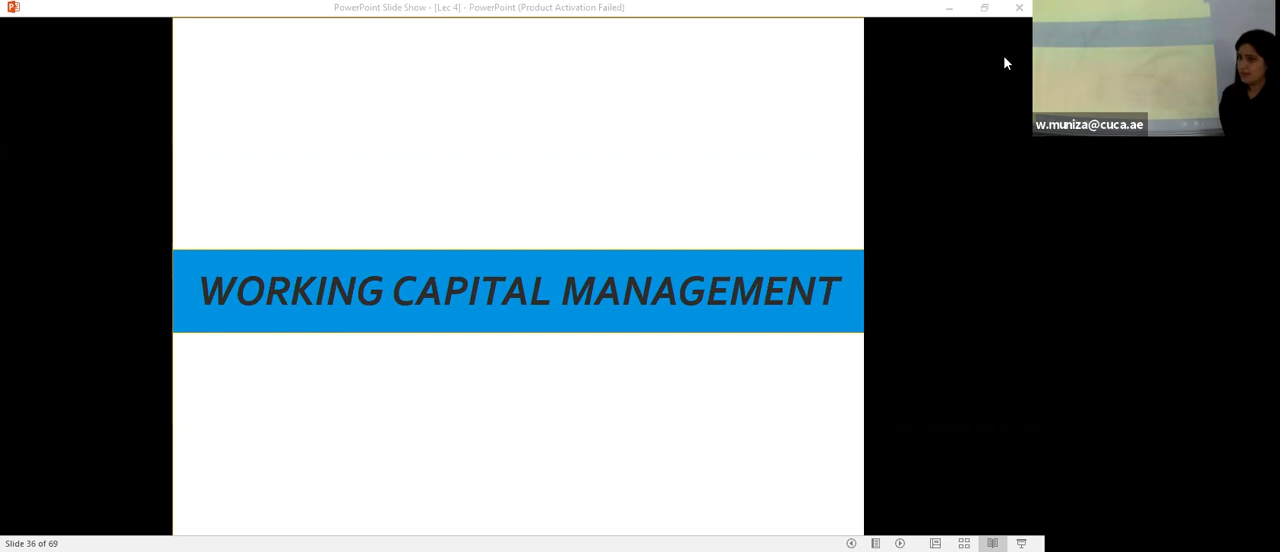 PowerPoint Slide Show - [Lec 4] - PowerPoint (Product Activation Failed)
w.muniza@cuca.ae
WORKING CAPITAL MANAGEMENT
Slide 36 of 69